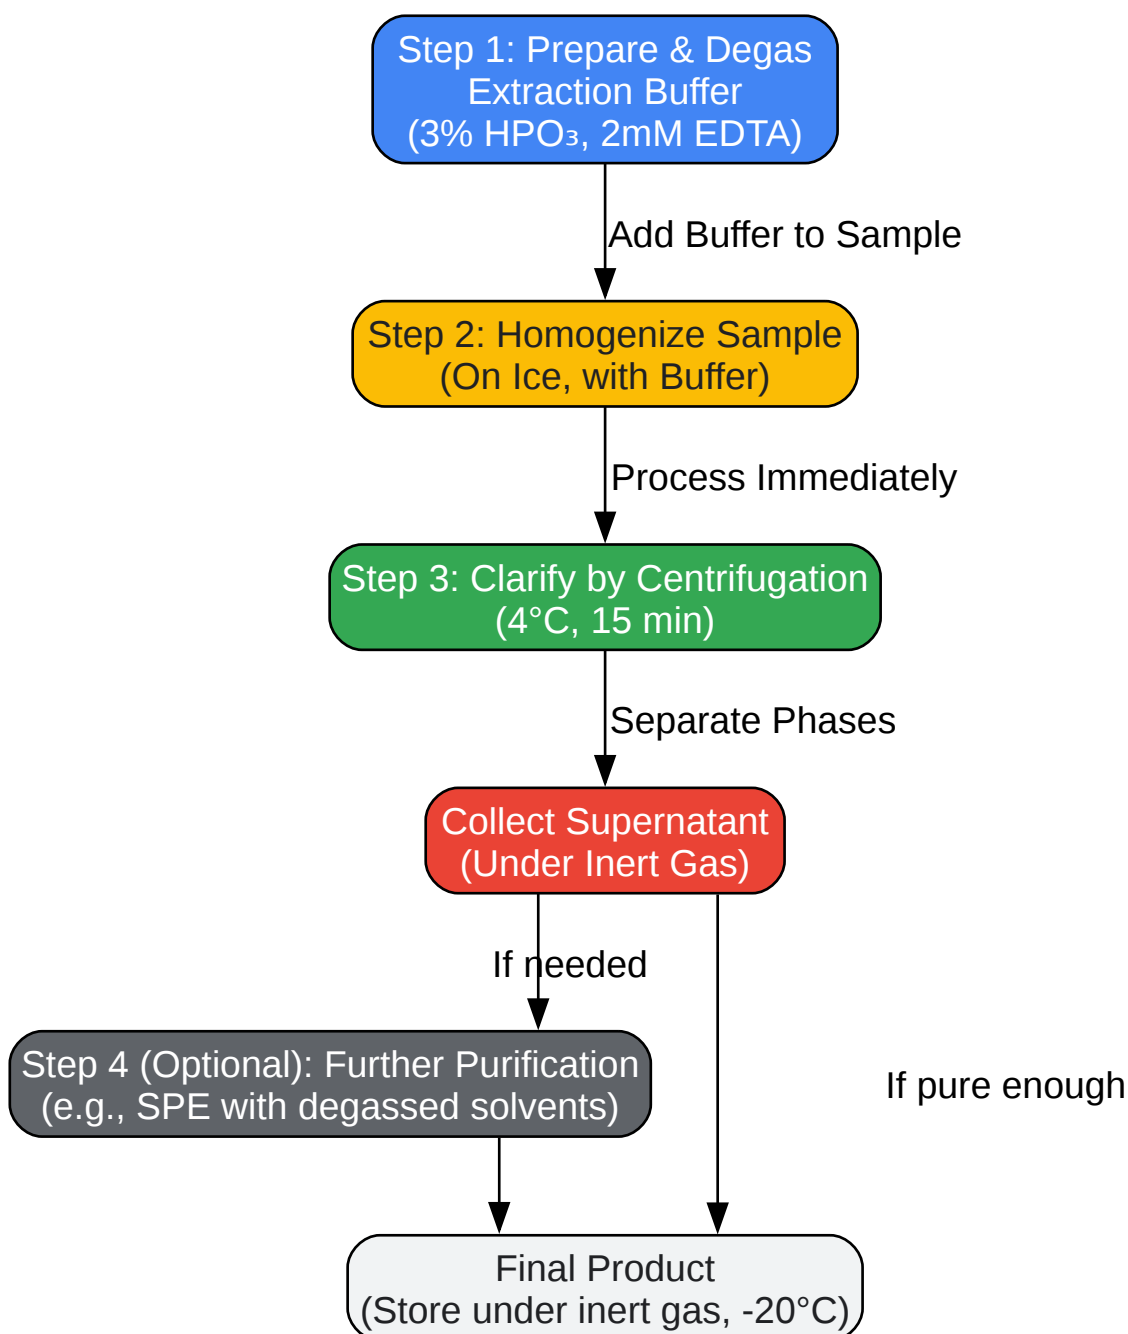 Step 1: Prepare & Degas
Extraction Buffer
(3% HPO₃, 2mM EDTA)
Add Buffer to Sample
Step 2: Homogenize Sample
(On Ice, with Buffer)
Process Immediately
Step 3: Clarify by Centrifugation
(4°C, 15 min)
Separate Phases
Collect Supernatant
(Under Inert Gas)
If needed
Step 4 (Optional): Further Purification
(e.g., SPE with degassed solvents)
If pure enough
Final Product
(Store under inert gas, -20°C)